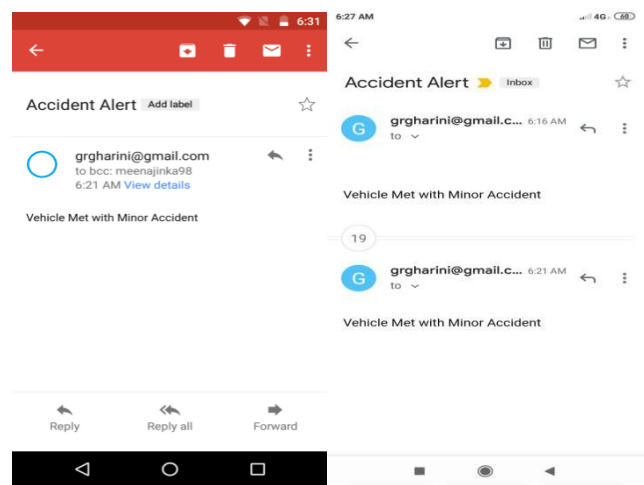 6:31
Accident Alert Add label
grgharini@gmail.com
to bcc: meenajinka98
6:21 AM View details
Vehicle Met with Minor Accident
Reply Reply all Forward
6:27 AM 4G 60
Accident Alert Inbox
G grgharini@gmail.c... 6:16 AM
to
Vehicle Met with Minor Accident
19
G grgharini@gmail.c... 6:21 AM
to
Vehicle Met with Minor Accident